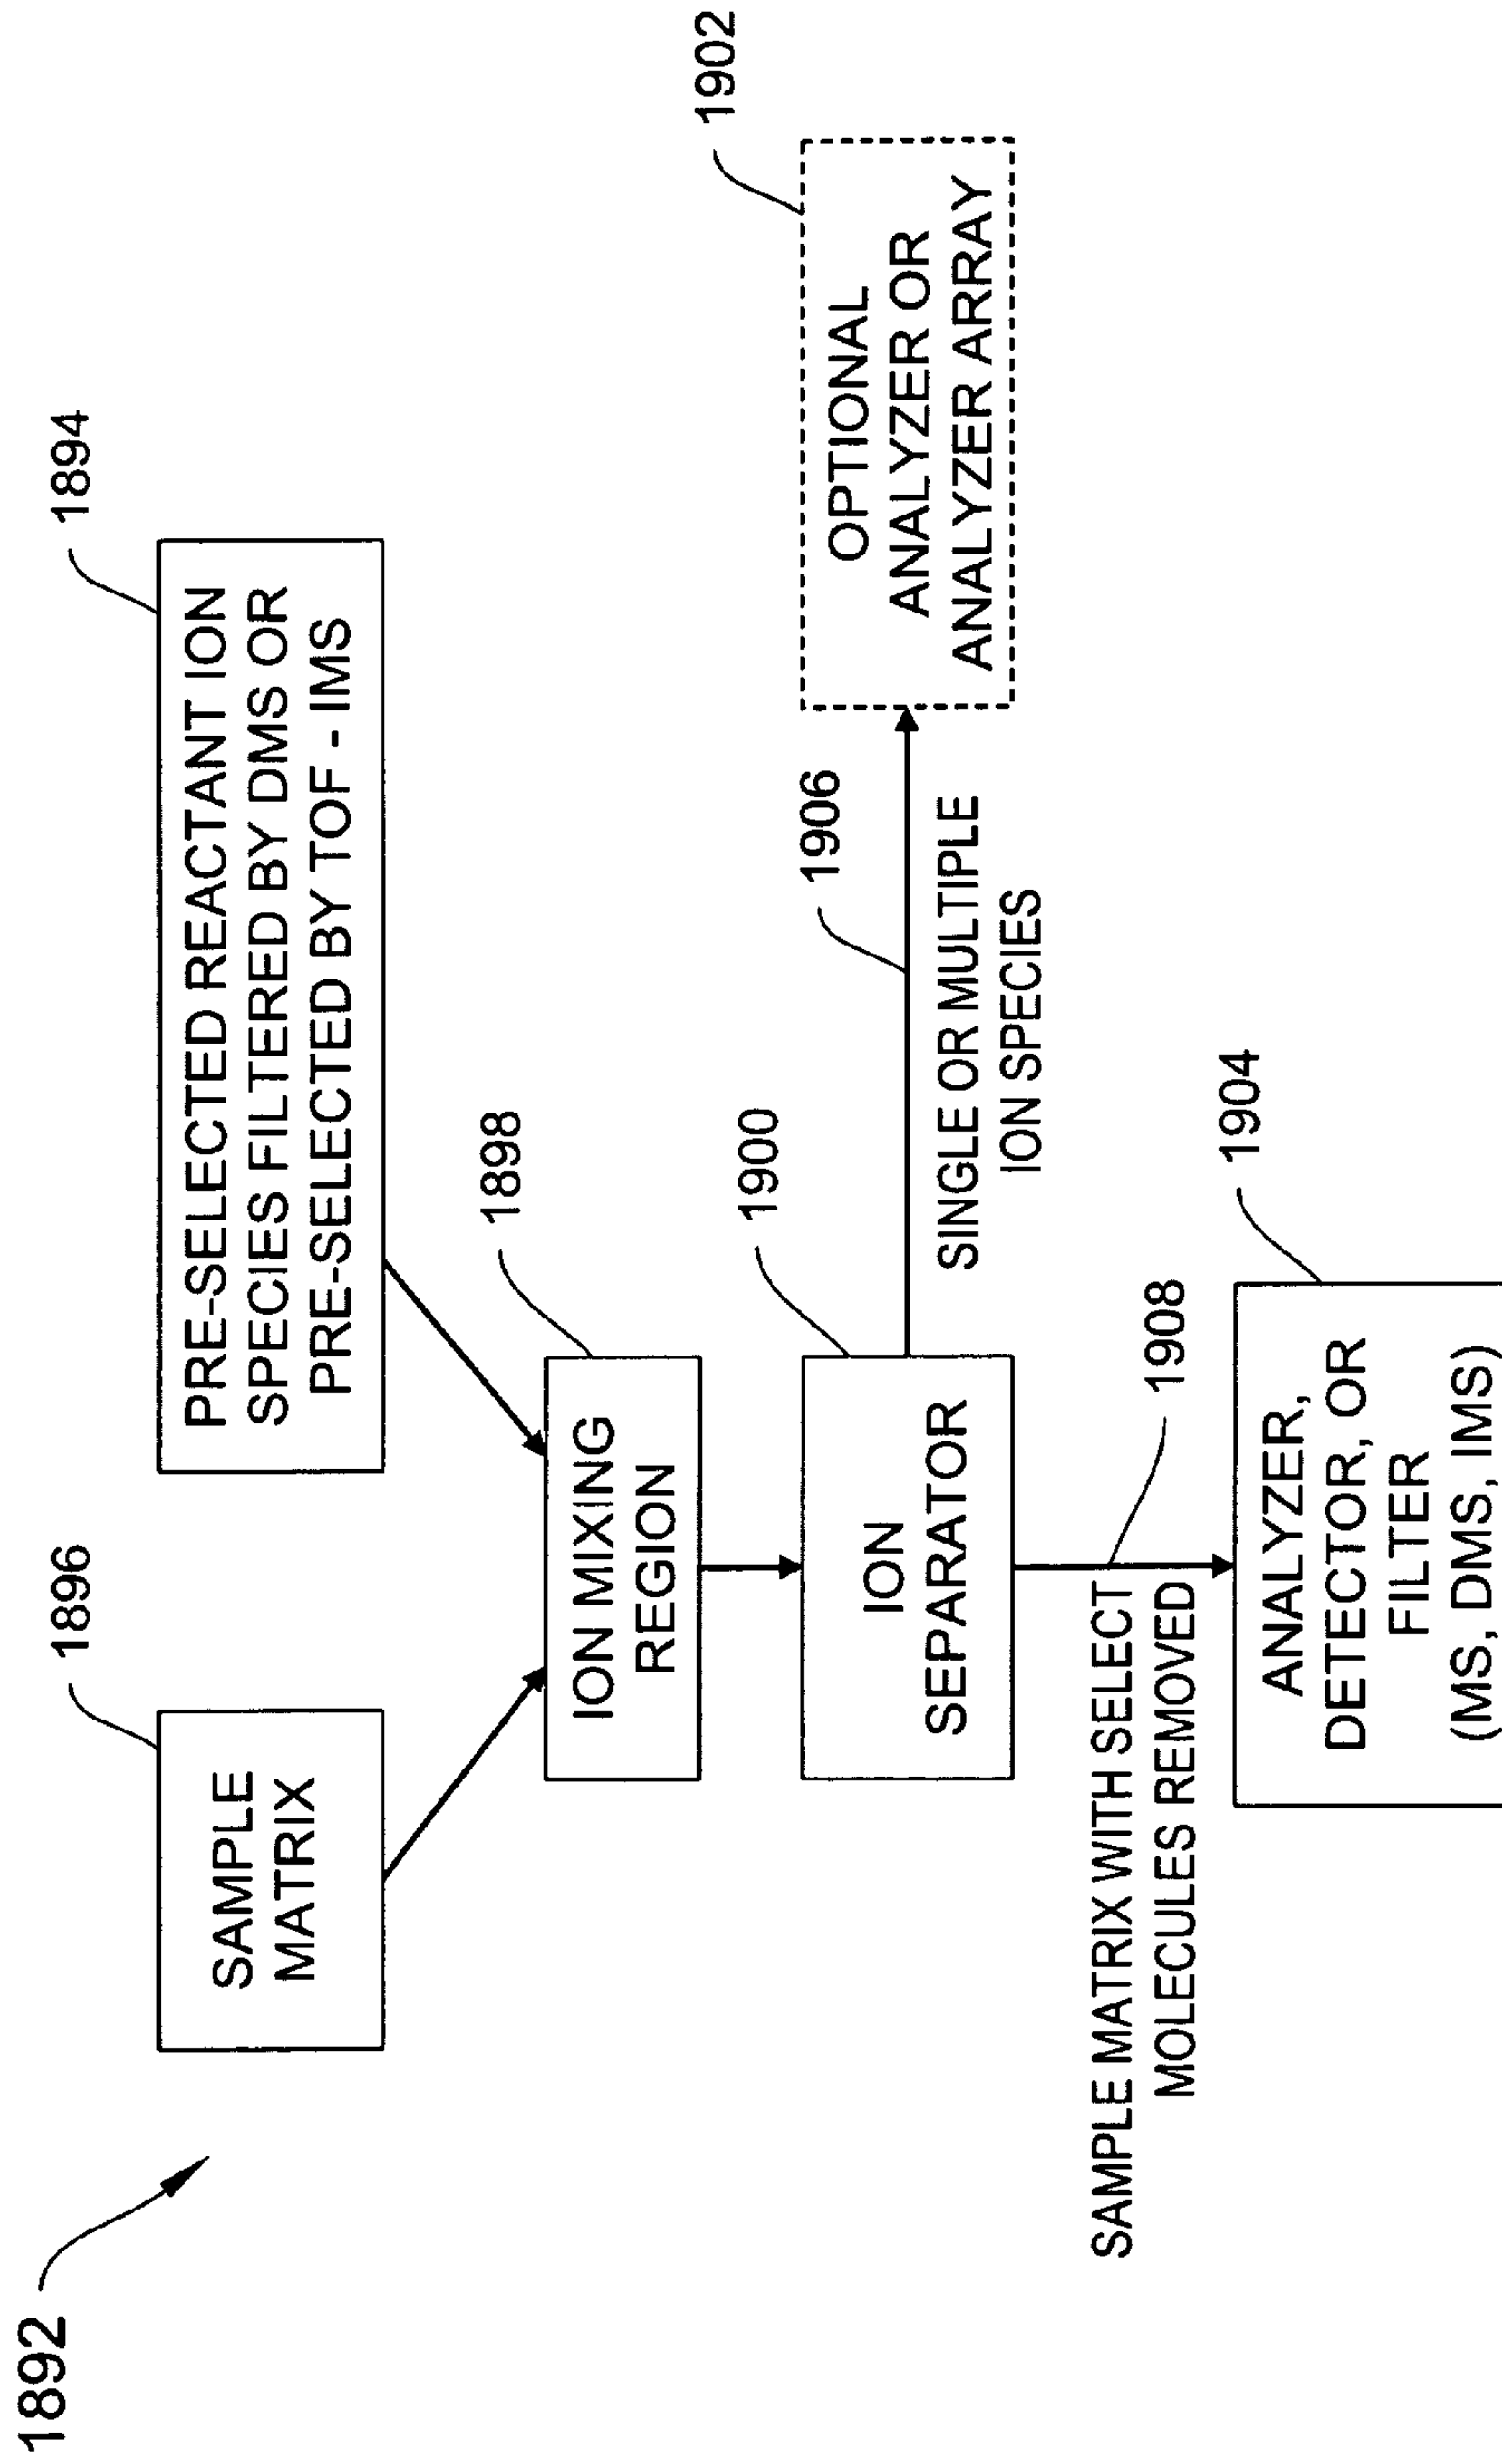 1892
1896
SAMPLE
MATRIX
1894
PRE-SELECTED REACTANT ION
SPECIES FILTERED BY DMS OR
PRE-SELECTED BY TOF - IMS
1898
ION MIXING
REGION
1900
ION
SEPARATOR
1906
SINGLE OR MULTIPLE
ION SPECIES
1902
OPTIONAL
ANALYZER OR
ANALYZER ARRAY
1908
SAMPLE MATRIX WITH SELECT
MOLECULES REMOVED
1904
ANALYZER,
DETECTOR, OR
FILTER
(MS, DMS, IMS)